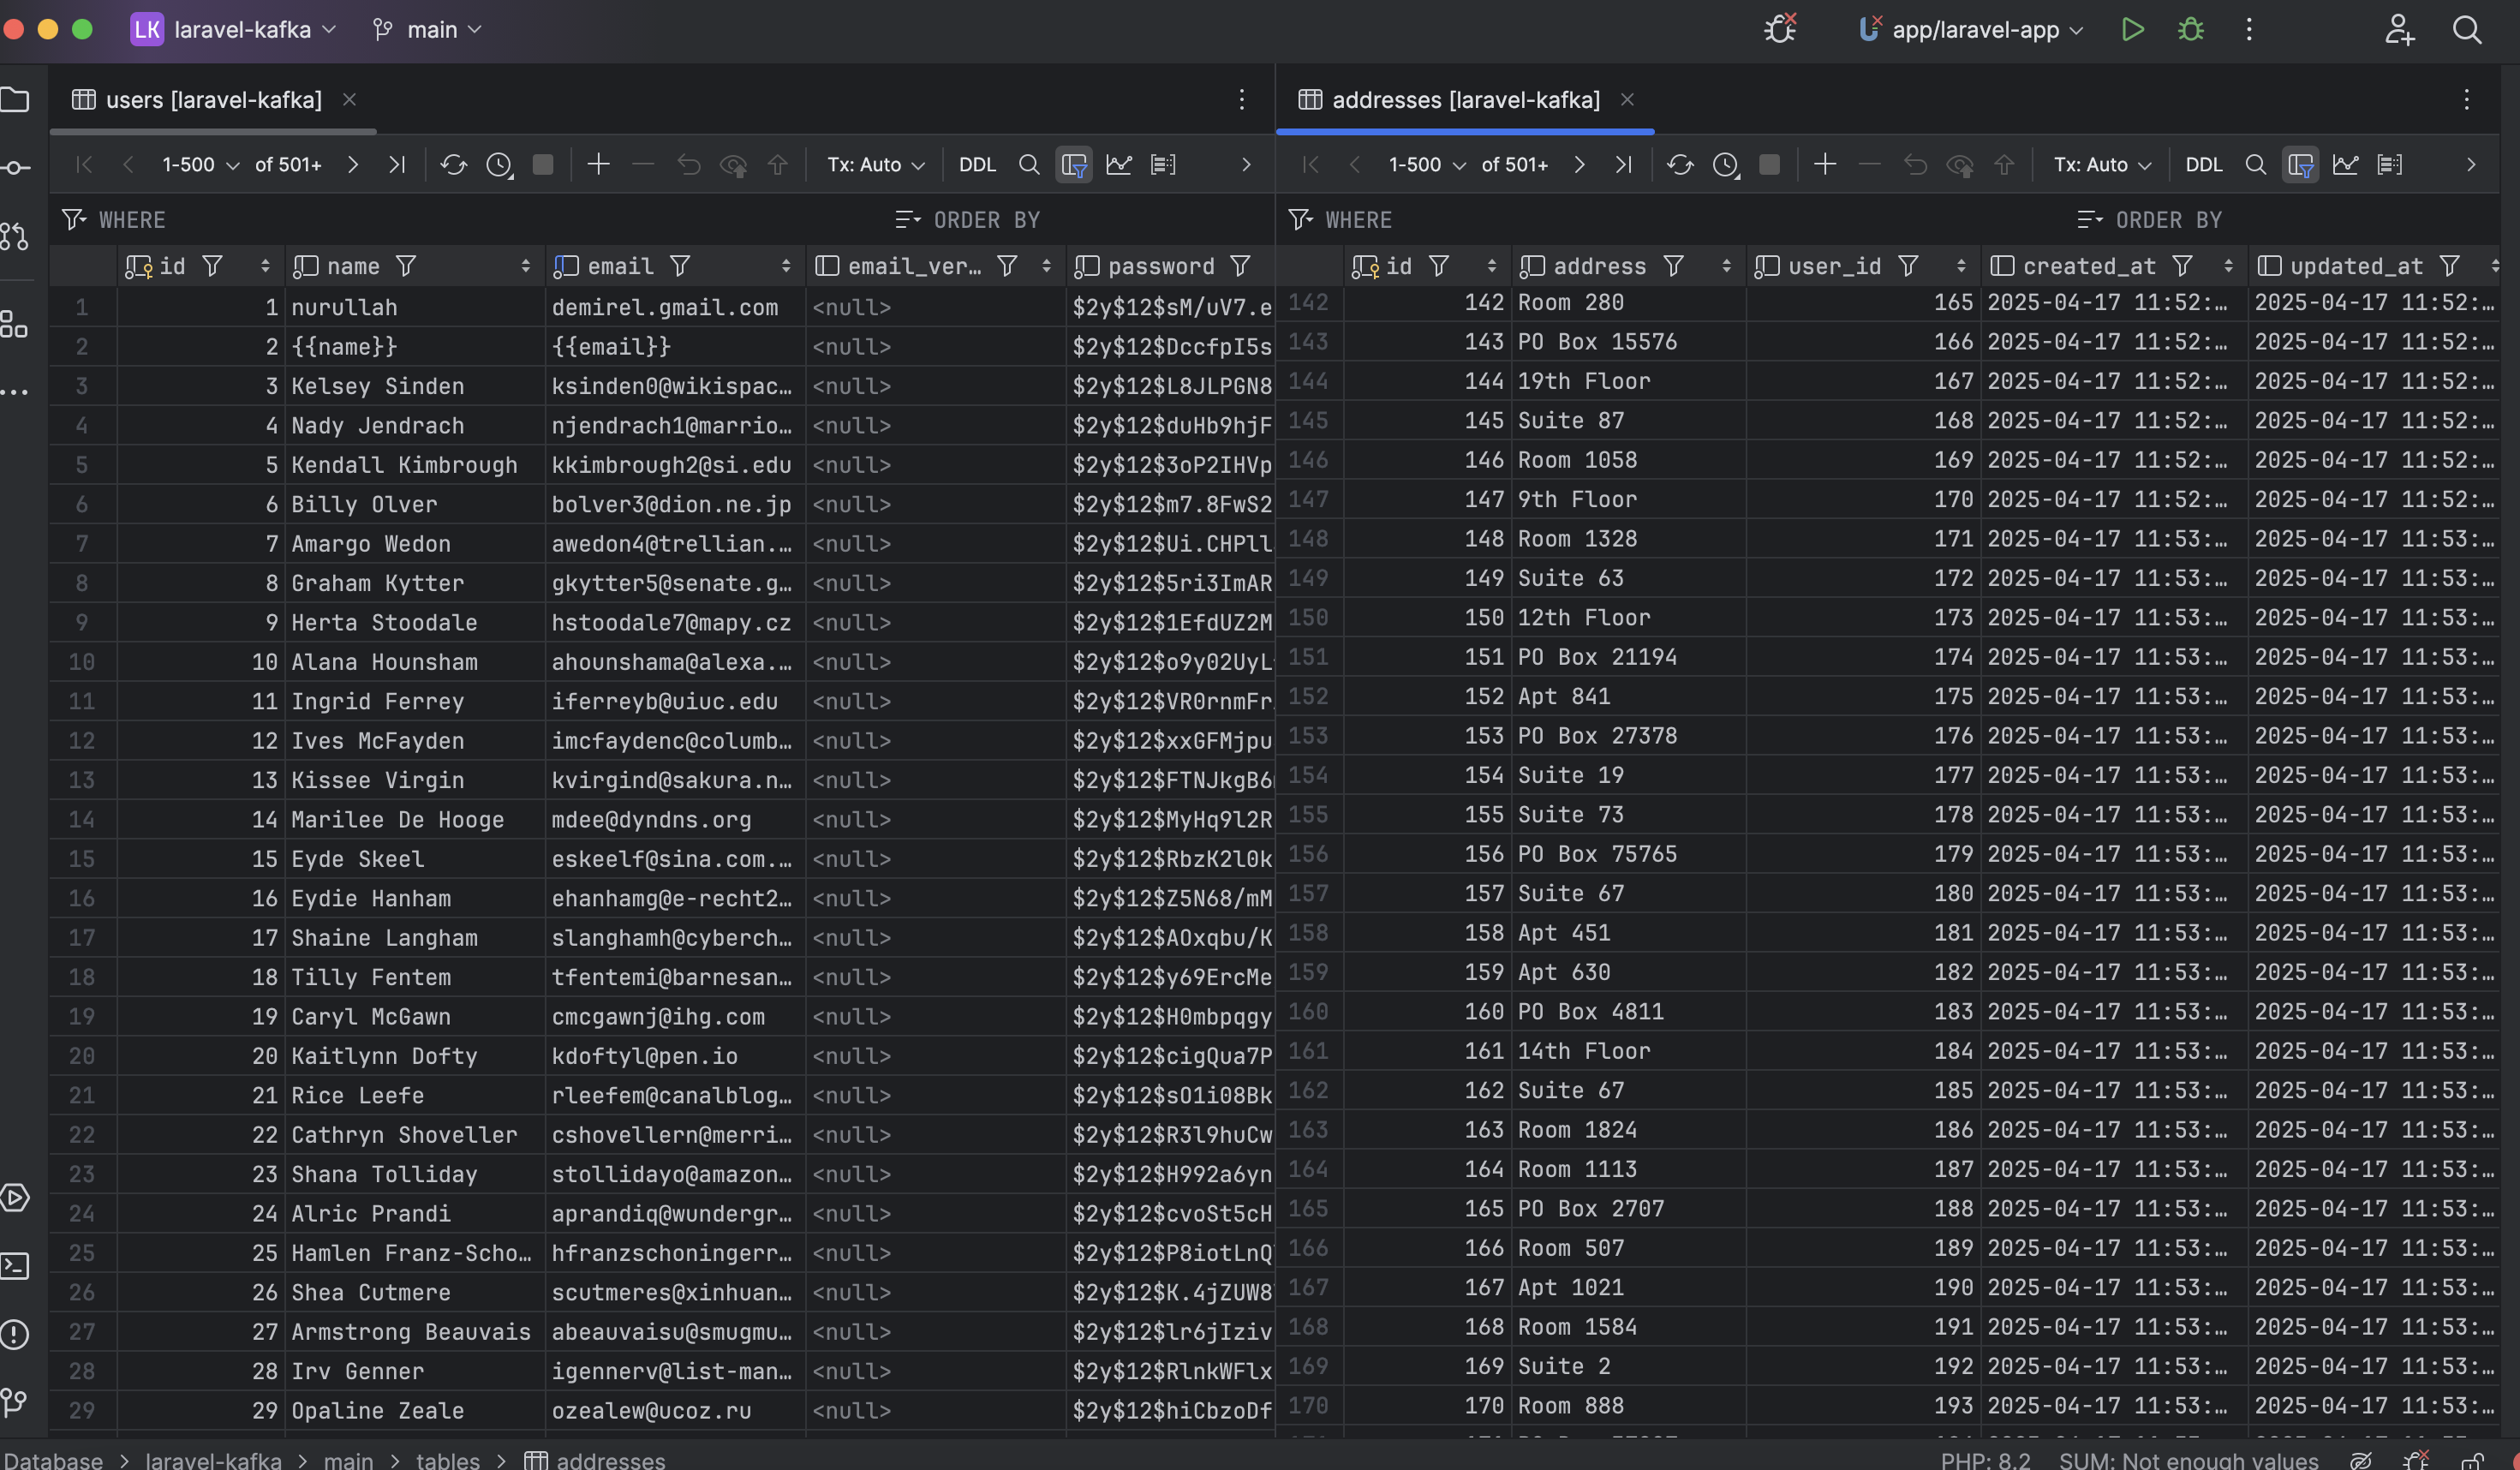 LK laravel-kafka main app/laravel-app
users [laravel-kafka] addresses [laravel-kafka]
1-500 of 501+ Tx: Auto DDL 1-500 of 501+ Tx: Auto DDL
WHERE ORDER BY WHERE ORDER BY
id name email email_ver… password id address user_id created_at updated_at
1 1 nurullah demirel.gmail.com <null> $2y$12$sM/uV7.e 142 142 Room 280 165 2025-04-17 11:52:… 2025-04-17 11:52:…
2 2 {{name}} {{email}} <null> $2y$12$DccfpI5s 143 143 PO Box 15576 166 2025-04-17 11:52:… 2025-04-17 11:52:…
3 3 Kelsey Sinden ksinden0@wikispac… <null> $2y$12$L8JLPGN8 144 144 19th Floor 167 2025-04-17 11:52:… 2025-04-17 11:52:…
4 4 Nady Jendrach njendrach1@marrio… <null> $2y$12$duHb9hjF 145 145 Suite 87 168 2025-04-17 11:52:… 2025-04-17 11:52:…
5 5 Kendall Kimbrough kkimbrough2@si.edu <null> $2y$12$3oP2IHVp 146 146 Room 1058 169 2025-04-17 11:52:… 2025-04-17 11:52:…
6 6 Billy Olver bolver3@dion.ne.jp <null> $2y$12$m7.8FwS2 147 147 9th Floor 170 2025-04-17 11:52:… 2025-04-17 11:52:…
7 7 Amargo Wedon awedon4@trellian.… <null> $2y$12$Ui.CHPll 148 148 Room 1328 171 2025-04-17 11:53:… 2025-04-17 11:53:…
8 8 Graham Kytter gkytter5@senate.g… <null> $2y$12$5ri3ImAR 149 149 Suite 63 172 2025-04-17 11:53:… 2025-04-17 11:53:…
9 9 Herta Stoodale hstoodale7@mapy.cz <null> $2y$12$1EfdUZ2M 150 150 12th Floor 173 2025-04-17 11:53:… 2025-04-17 11:53:…
10 10 Alana Hounsham ahounshama@alexa.… <null> $2y$12$o9y02UyL 151 151 PO Box 21194 174 2025-04-17 11:53:… 2025-04-17 11:53:…
11 11 Ingrid Ferrey iferreyb@uiuc.edu <null> $2y$12$VR0rnmFr 152 152 Apt 841 175 2025-04-17 11:53:… 2025-04-17 11:53:…
12 12 Ives McFayden imcfaydenc@columb… <null> $2y$12$xxGFMjpu 153 153 PO Box 27378 176 2025-04-17 11:53:… 2025-04-17 11:53:…
13 13 Kissee Virgin kvirgind@sakura.n… <null> $2y$12$FTNJkgB6 154 154 Suite 19 177 2025-04-17 11:53:… 2025-04-17 11:53:…
14 14 Marilee De Hooge mdee@dyndns.org <null> $2y$12$MyHq9l2R 155 155 Suite 73 178 2025-04-17 11:53:… 2025-04-17 11:53:…
15 15 Eyde Skeel eskeelf@sina.com.… <null> $2y$12$RbzK2l0k 156 156 PO Box 75765 179 2025-04-17 11:53:… 2025-04-17 11:53:…
16 16 Eydie Hanham ehanhamg@e-recht2… <null> $2y$12$Z5N68/mM 157 157 Suite 67 180 2025-04-17 11:53:… 2025-04-17 11:53:…
17 17 Shaine Langham slanghamh@cyberch… <null> $2y$12$AOxqbu/K 158 158 Apt 451 181 2025-04-17 11:53:… 2025-04-17 11:53:…
18 18 Tilly Fentem tfentemi@barnesan… <null> $2y$12$y69ErcMe 159 159 Apt 630 182 2025-04-17 11:53:… 2025-04-17 11:53:…
19 19 Caryl McGawn cmcgawnj@ihg.com <null> $2y$12$H0mbpqgy 160 160 PO Box 4811 183 2025-04-17 11:53:… 2025-04-17 11:53:…
20 20 Kaitlynn Dofty kdoftyl@pen.io <null> $2y$12$cigQua7P 161 161 14th Floor 184 2025-04-17 11:53:… 2025-04-17 11:53:…
21 21 Rice Leefe rleefem@canalblog… <null> $2y$12$sO1i08Bk 162 162 Suite 67 185 2025-04-17 11:53:… 2025-04-17 11:53:…
22 22 Cathryn Shoveller cshovellern@merri… <null> $2y$12$R3l9huCw 163 163 Room 1824 186 2025-04-17 11:53:… 2025-04-17 11:53:…
23 23 Shana Tolliday stollidayo@amazon… <null> $2y$12$H992a6yn 164 164 Room 1113 187 2025-04-17 11:53:… 2025-04-17 11:53:…
24 24 Alric Prandi aprandiq@wundergr… <null> $2y$12$cvoSt5cH 165 165 PO Box 2707 188 2025-04-17 11:53:… 2025-04-17 11:53:…
25 25 Hamlen Franz-Scho… hfranzschoningerr… <null> $2y$12$P8iotLnQ 166 166 Room 507 189 2025-04-17 11:53:… 2025-04-17 11:53:…
26 26 Shea Cutmere scutmeres@xinhuan… <null> $2y$12$K.4jZUW8 167 167 Apt 1021 190 2025-04-17 11:53:… 2025-04-17 11:53:…
27 27 Armstrong Beauvais abeauvaisu@smugmu… <null> $2y$12$lr6jIziv 168 168 Room 1584 191 2025-04-17 11:53:… 2025-04-17 11:53:…
28 28 Irv Genner igennerv@list-man… <null> $2y$12$RlnkWFlx 169 169 Suite 2 192 2025-04-17 11:53:… 2025-04-17 11:53:…
29 29 Opaline Zeale ozealew@ucoz.ru <null> $2y$12$hiCbzoDf 170 170 Room 888 193 2025-04-17 11:53:… 2025-04-17 11:53:…
Database > laravel-kafka > main > tables > addresses PHP: 8.2 SUM: Not enough values